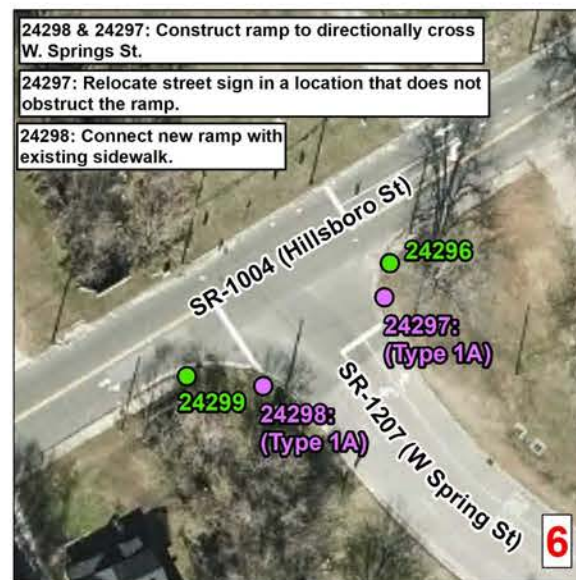 24298 & 24297: Construct ramp to directionally cross
W. Springs St.
24297: Relocate street sign in a location that does not
obstruct the ramp.
24298: Connect new ramp with
existing sidewalk.
SR-1004 (Hillsboro St)
24296
24297:
(Type 1A)
24299
24298:
(Type 1A)
SR-1207 (W Spring St)
6